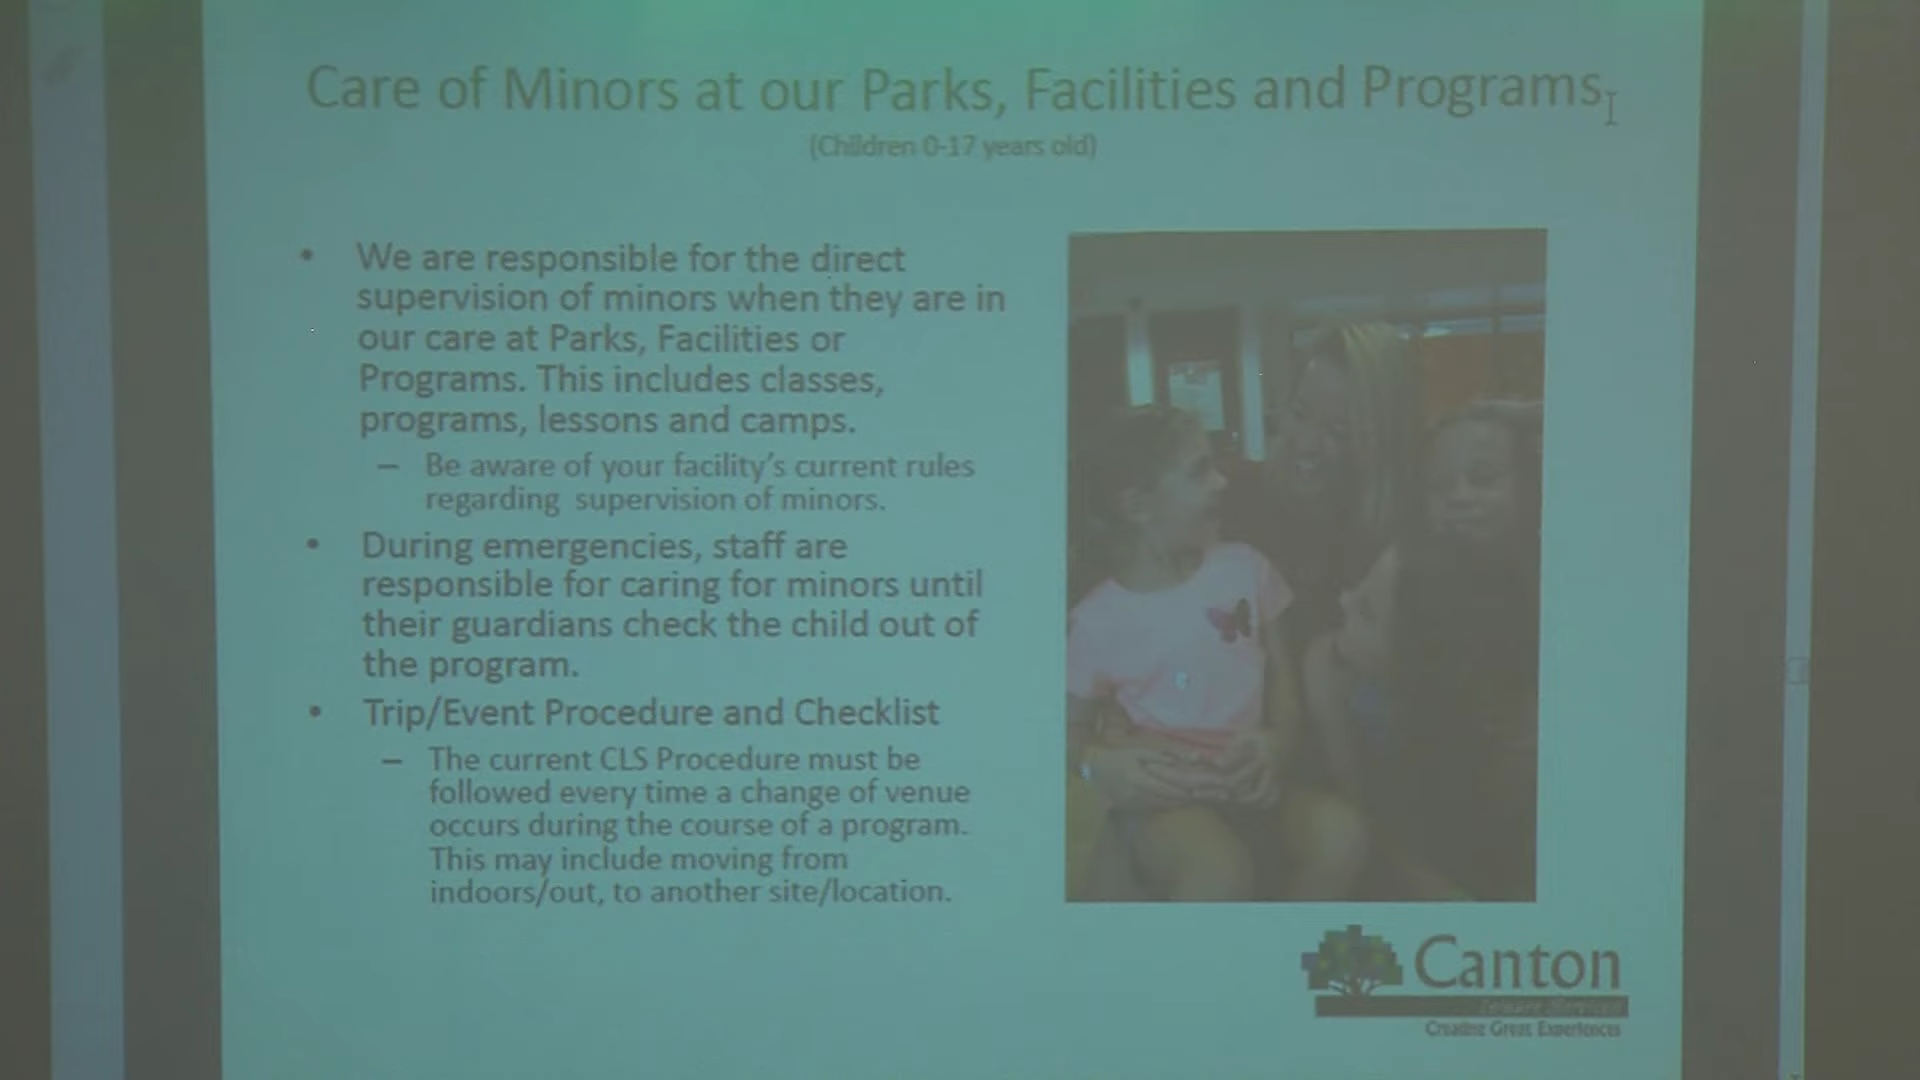 Care of Minors at our Parks, Facilities and Programs
(Children 0-17 years old)
• We are responsible for the direct
supervision of minors when they are in
our care at Parks, Facilities or
Programs. This includes classes,
programs, lessons and camps.
– Be aware of your facility's current rules
regarding supervision of minors.
• During emergencies, staff are
responsible for caring for minors until
their guardians check the child out of
the program.
• Trip/Event Procedure and Checklist
– The current CLS Procedure must be
followed every time a change of venue
occurs during the course of a program.
This may include moving from
indoors/out, to another site/location.
Canton
Leisure Services
Creating Great Experiences